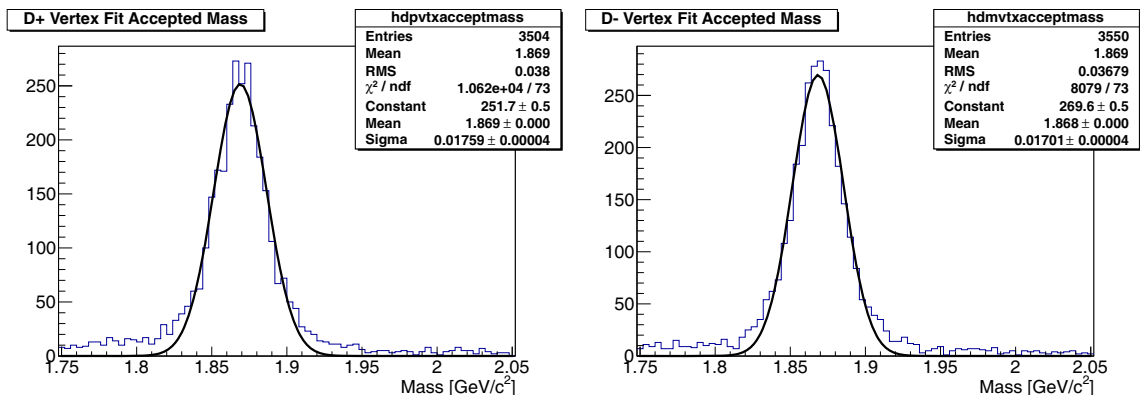 D+ Vertex Fit Accepted Mass
hdpvtxacceptmass
Entries 3504
Mean 1.869
RMS 0.038
χ² / ndf 1.062e+04 / 73
Constant 251.7 ± 0.5
Mean 1.869 ± 0.000
Sigma 0.01759 ± 0.00004
250
200
150
100
50
0
1.75 1.8 1.85 1.9 1.95 2 2.05
Mass [GeV/c²]
D- Vertex Fit Accepted Mass
hdmvtxacceptmass
Entries 3550
Mean 1.869
RMS 0.03679
χ² / ndf 8079 / 73
Constant 269.6 ± 0.5
Mean 1.868 ± 0.000
Sigma 0.01701 ± 0.00004
250
200
150
100
50
0
1.75 1.8 1.85 1.9 1.95 2 2.05
Mass [GeV/c²]